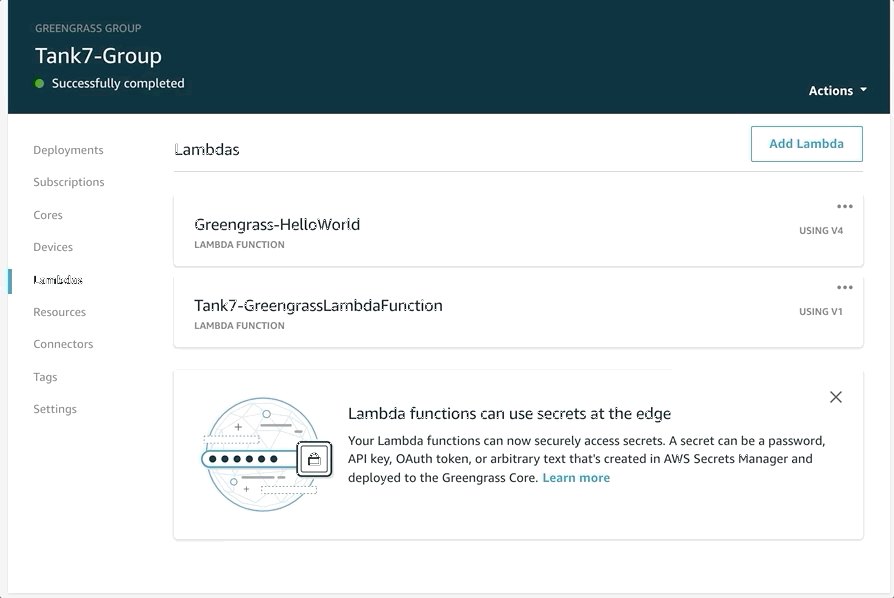 GREENGRASS GROUP
Tank7-Group
Successfully completed
Actions
Deployments
Subscriptions
Cores
Devices
Lambdas
Resources
Connectors
Tags
Settings
Lambdas
Add Lambda
Greengrass-HelloWorld
LAMBDA FUNCTION
USING V4
Tank7-GreengrassLambdaFunction
LAMBDA FUNCTION
USING V1
Lambda functions can use secrets at the edge
Your Lambda functions can now securely access secrets. A secret can be a password,
API key, OAuth token, or arbitrary text that's created in AWS Secrets Manager and
deployed to the Greengrass Core. Learn more